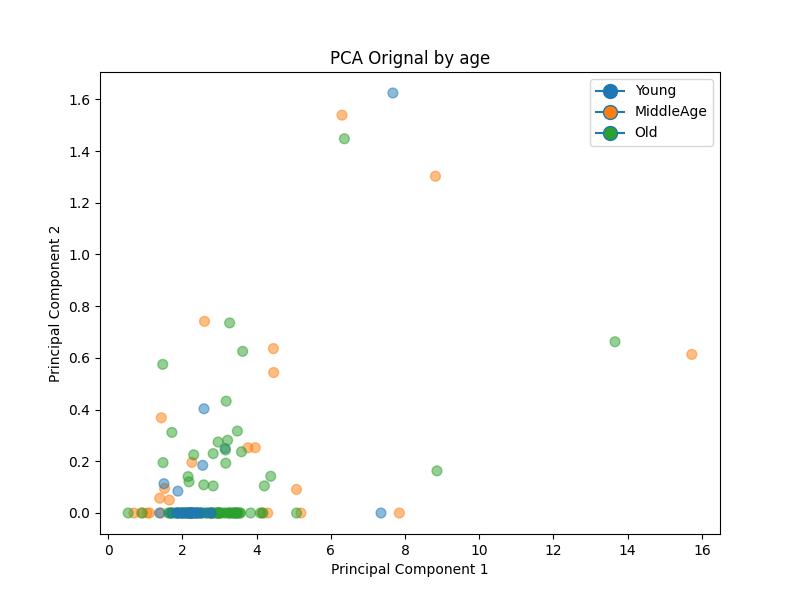 PCA Orignal by age
Young
MiddleAge
Old
Principal Component 2
1.6
1.4
1.2
1.0
0.8
0.6
0.4
0.2
0.0
0 2 4 6 8 10 12 14 16
Principal Component 1